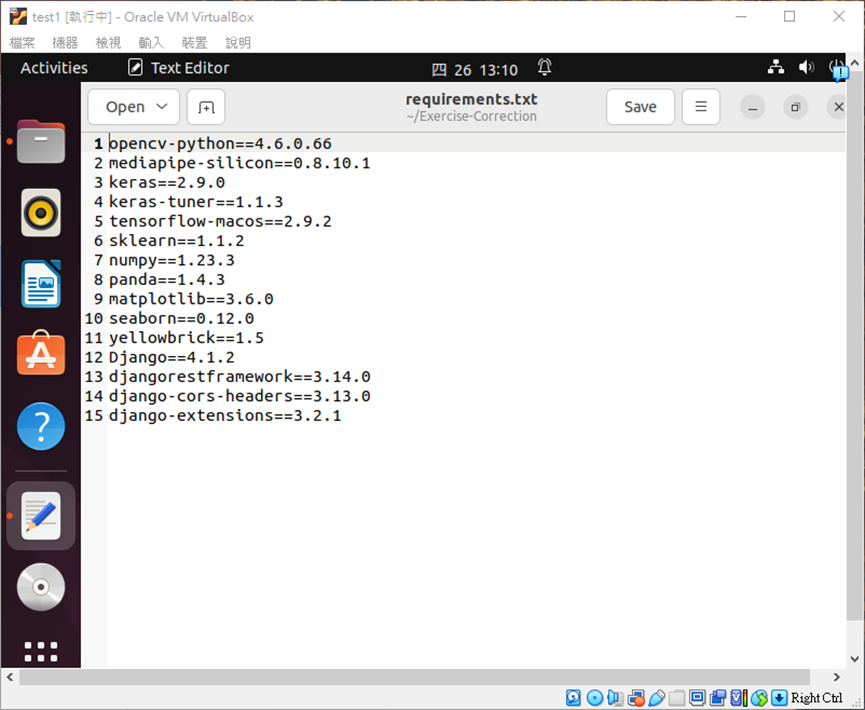 test1 [執行中] - Oracle VM VirtualBox
檔案 機器 檢視 輸入 裝置 說明
Activities Text Editor 四 26 13:10
Open requirements.txt Save
~/Exercise-Correction
1 opencv-python==4.6.0.66
2 mediapipe-silicon==0.8.10.1
3 keras==2.9.0
4 keras-tuner==1.1.3
5 tensorflow-macos==2.9.2
6 sklearn==1.1.2
7 numpy==1.23.3
8 panda==1.4.3
9 matplotlib==3.6.0
10 seaborn==0.12.0
11 yellowbrick==1.5
12 Django==4.1.2
13 djangorestframework==3.14.0
14 django-cors-headers==3.13.0
15 django-extensions==3.2.1
Right Ctrl